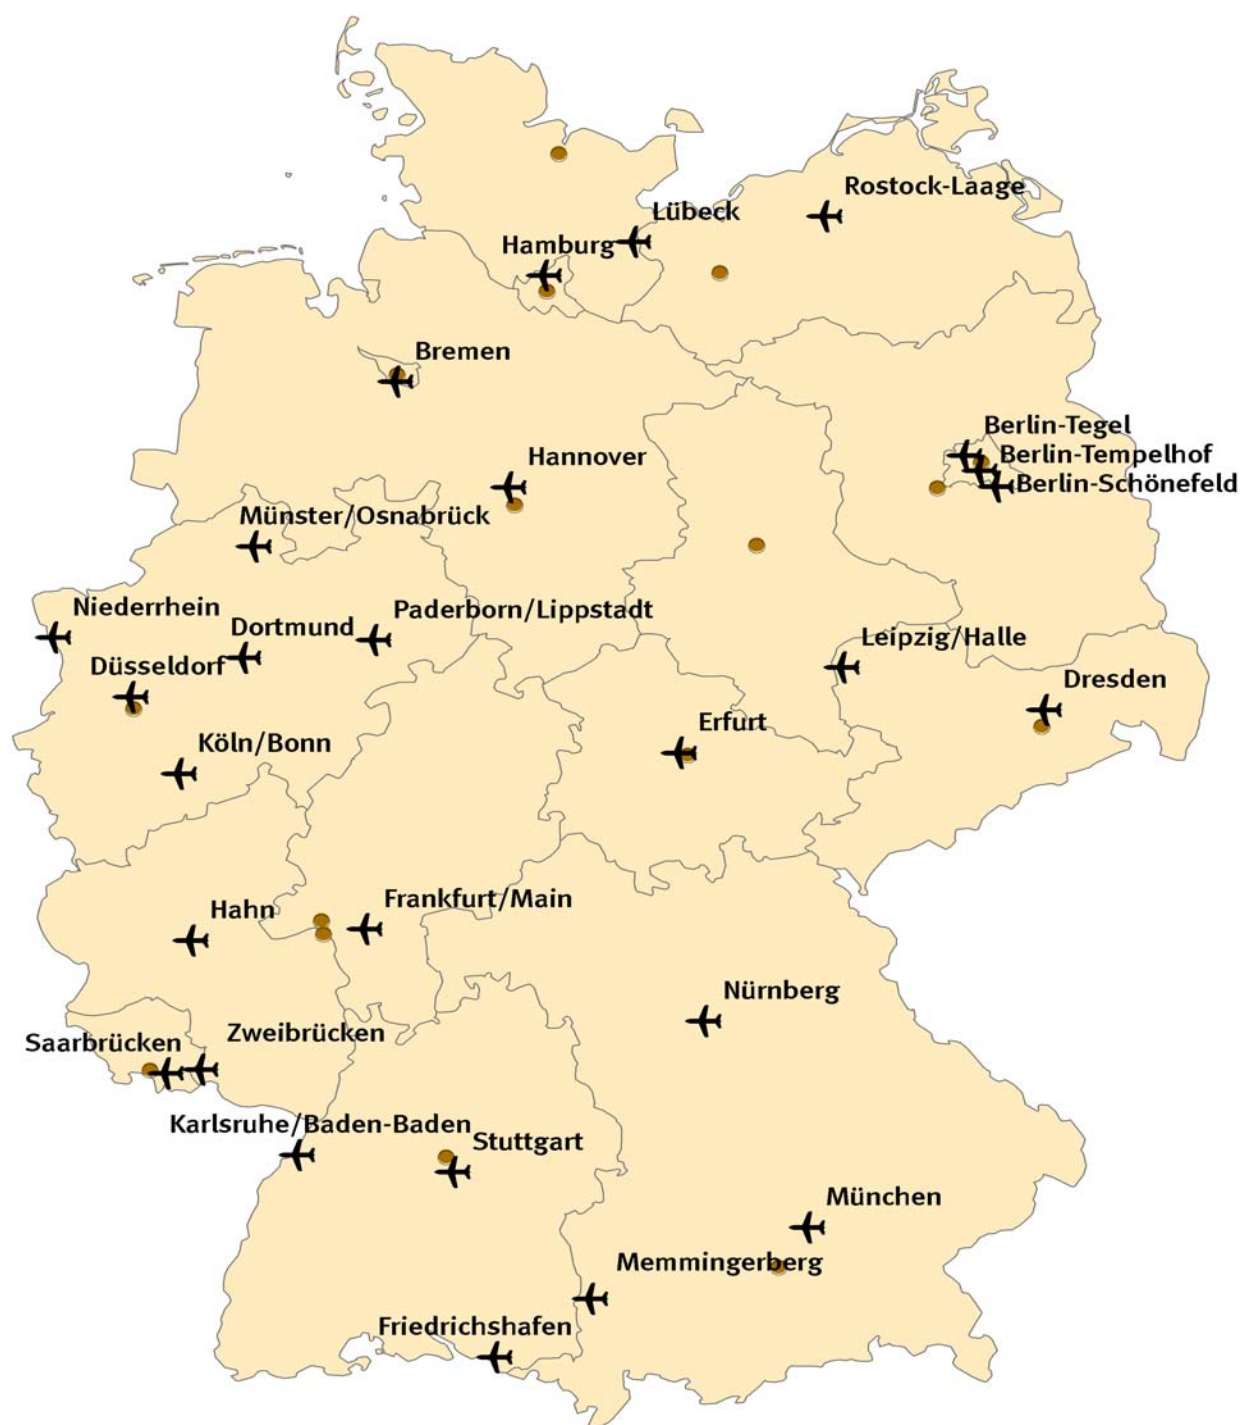 Rostock-Laage
Lübeck
Hamburg
Bremen
Berlin-Tegel
Berlin-Tempelhof
Hannover
Berlin-Schönefeld
Münster/Osnabrück
Niederrhein
Paderborn/Lippstadt
Dortmund
Leipzig/Halle
Düsseldorf
Dresden
Erfurt
Köln/Bonn
Frankfurt/Main
Hahn
Nürnberg
Zweibrücken
Saarbrücken
Karlsruhe/Baden-Baden
Stuttgart
München
Memmingerberg
Friedrichshafen